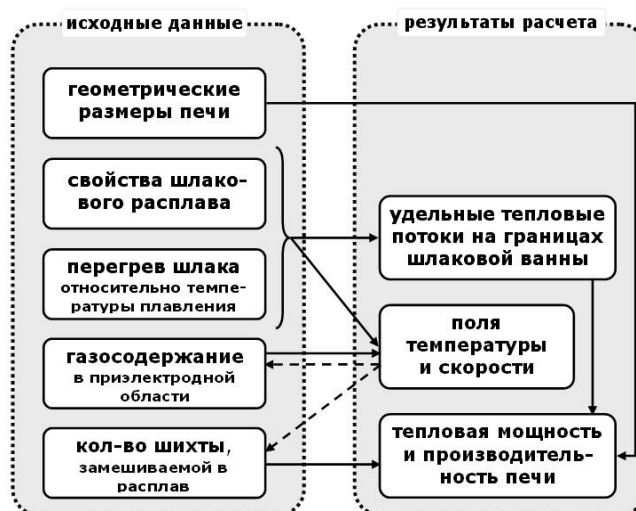 исходные данные
результаты расчета
геометрические
размеры печи
свойства шлако-
вого расплава
перегрев шлака
относительно темпе-
ратуры плавления
газосодержание
в приэлектродной
области
кол-во шихты,
замешиваемой в
расплав
удельные тепловые
потоки на границах
шлаковой ванны
поля
температуры
и скорости
тепловая мощность
и производитель-
ность печи